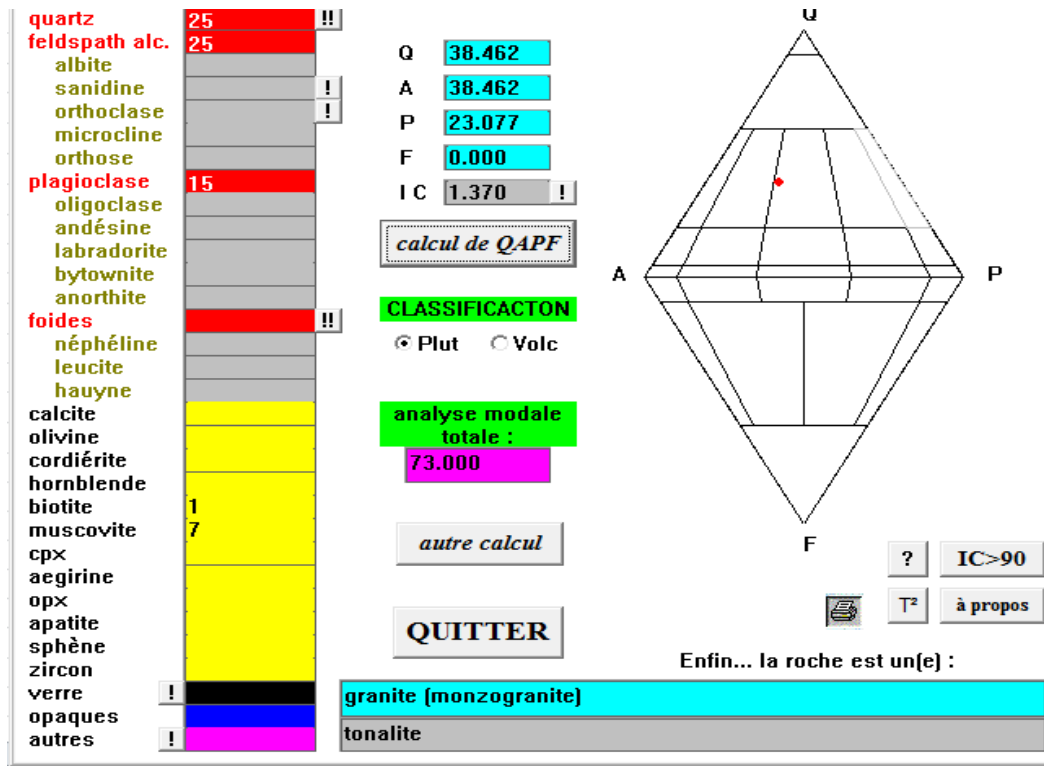 quartz 25 !!
feldspath alc. 25
albite
sanidine !
orthoclase !
microcline
orthose
plagioclase 15
oligoclase
andésine
labradorite
bytownite
anorthite
foides !!
néphéline
leucite
hauyne
calcite
olivine
cordiérite
hornblende
biotite 1
muscovite 7
cpx
aegirine
opx
apatite
sphène
zircon
verre !
opaques
autres !
Q 38.462
A 38.462
P 23.077
F 0.000
I C 1.370 !
calcul de QAPF
CLASSIFICACTON
Plut Volc
analyse modale
totale :
73.000
autre calcul
QUITTER
Q
A
P
F
? IC>90
T² à propos
Enfin... la roche est un(e) :
granite (monzogranite)
tonalite